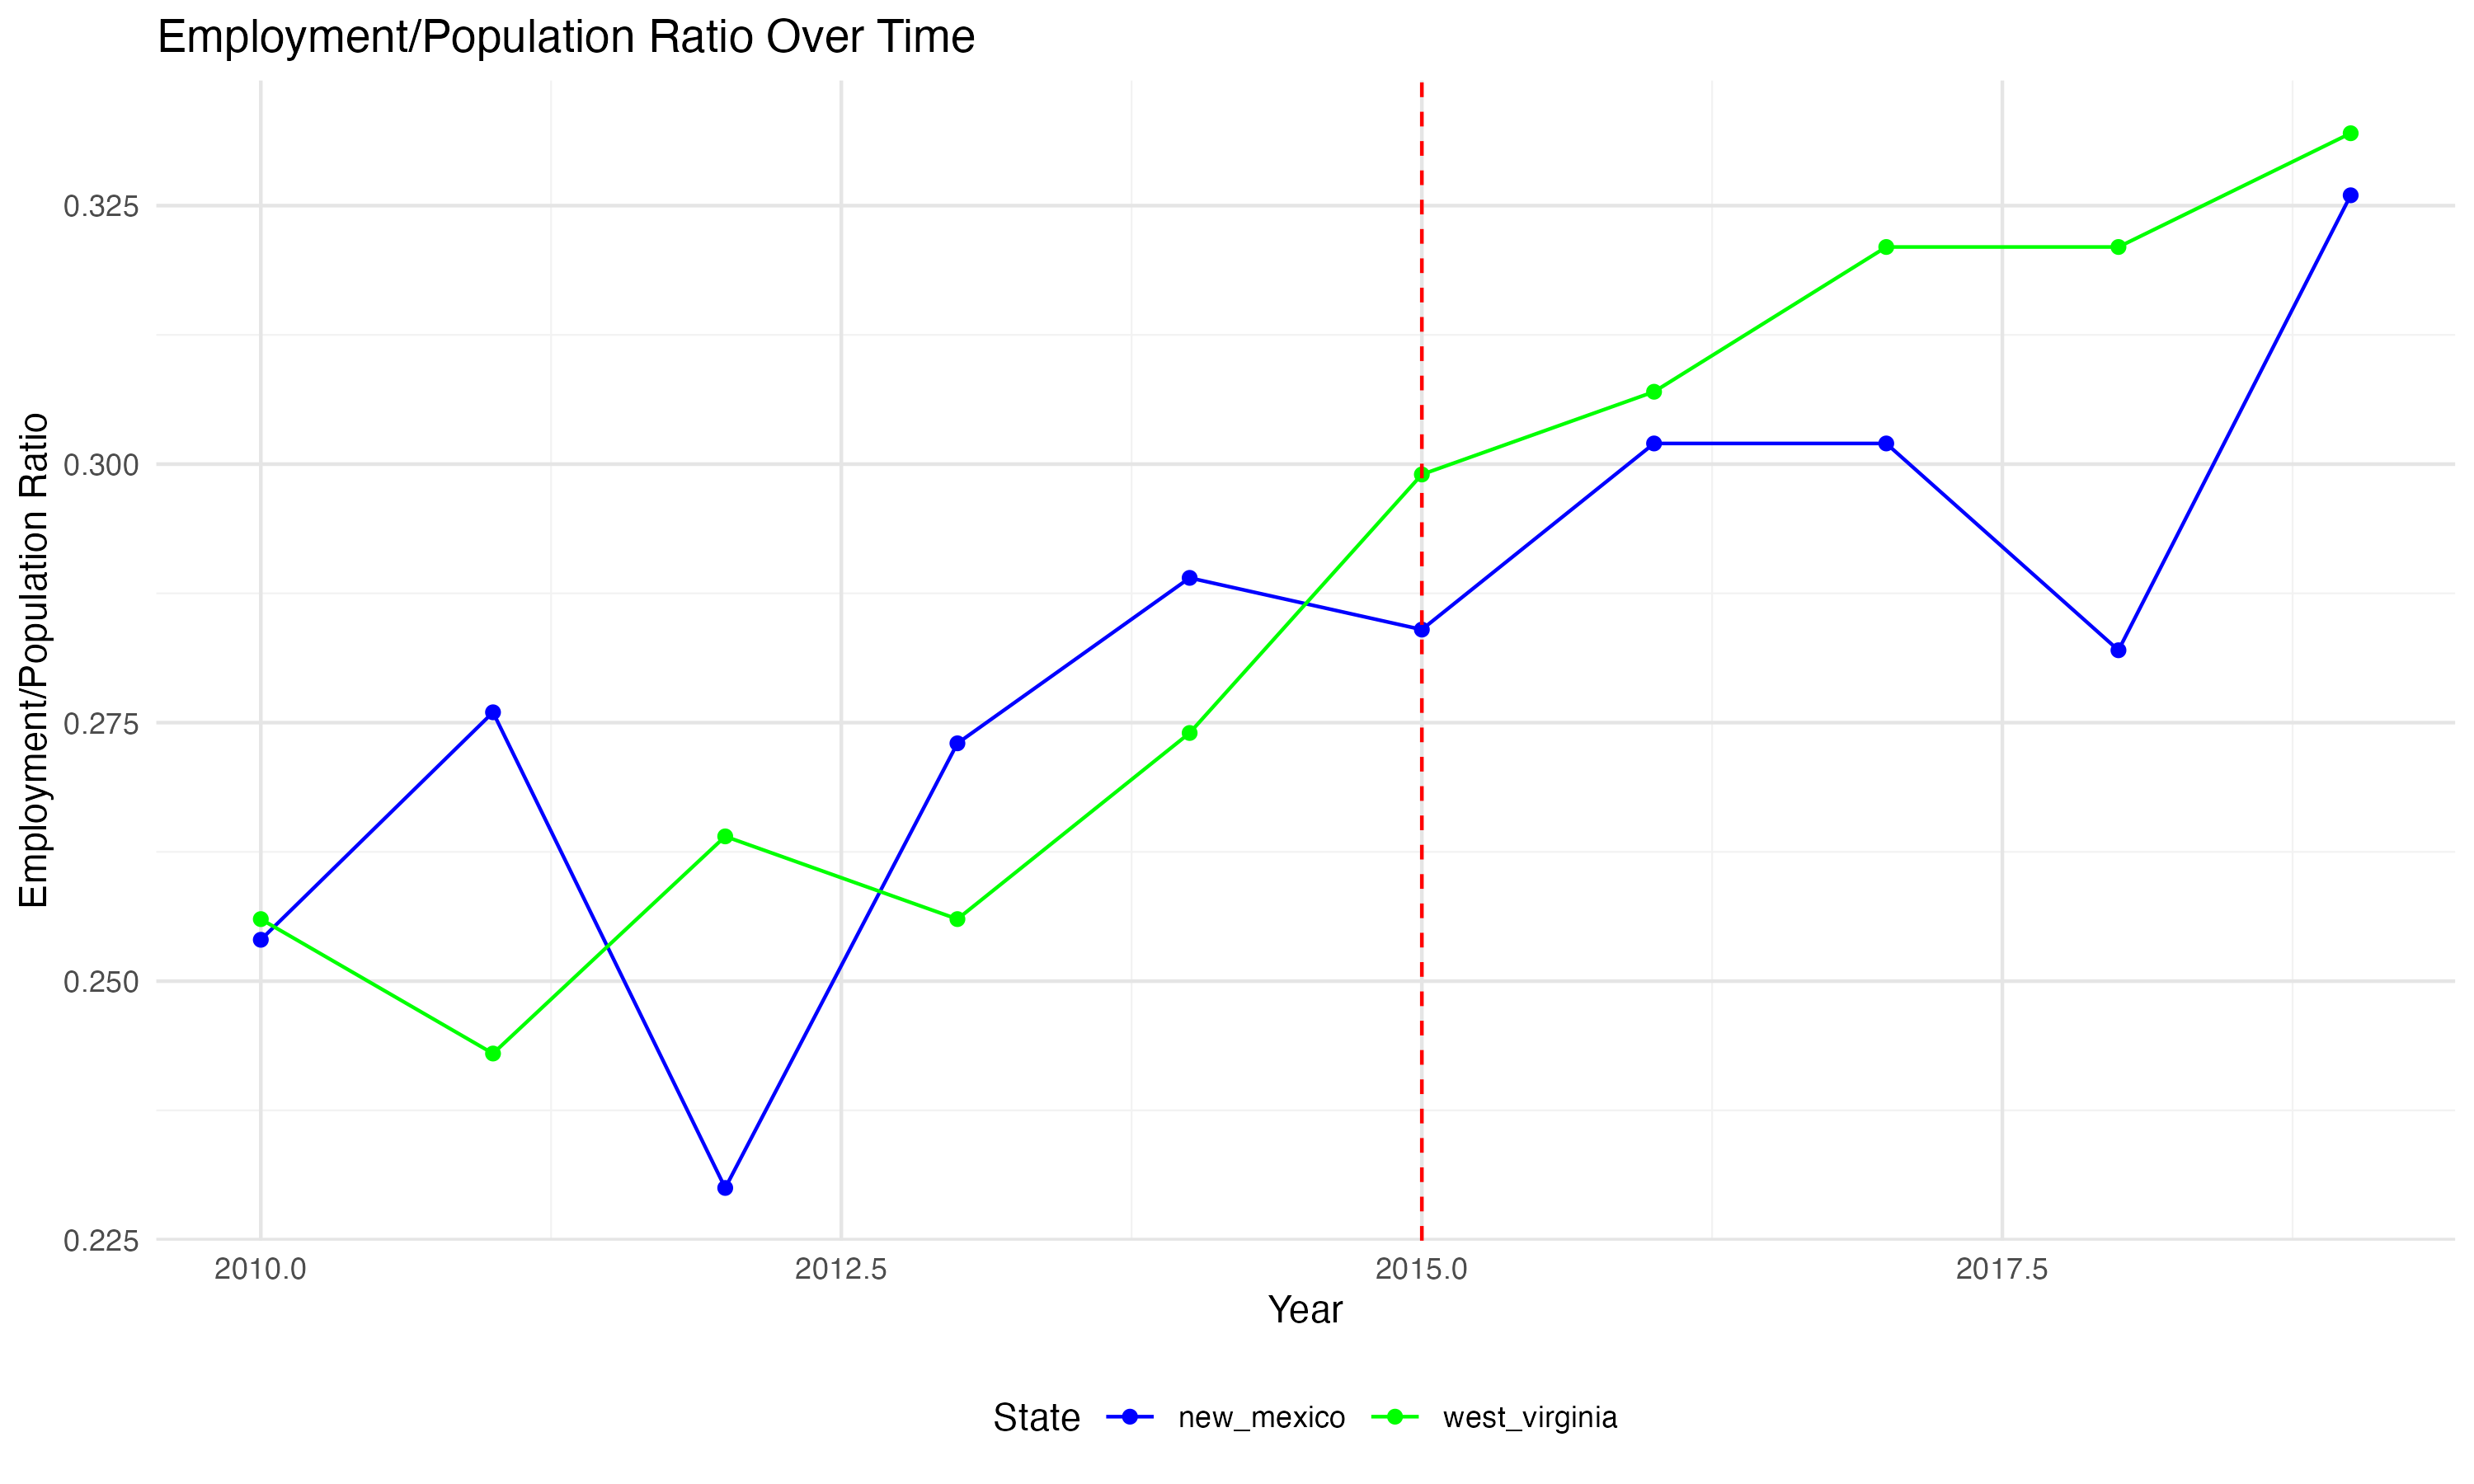 Employment/Population Ratio Over Time
Employment/Population Ratio
0.325
0.300
0.275
0.250
0.225
2010.0 2012.5 2015.0 2017.5
Year
State new_mexico west_virginia